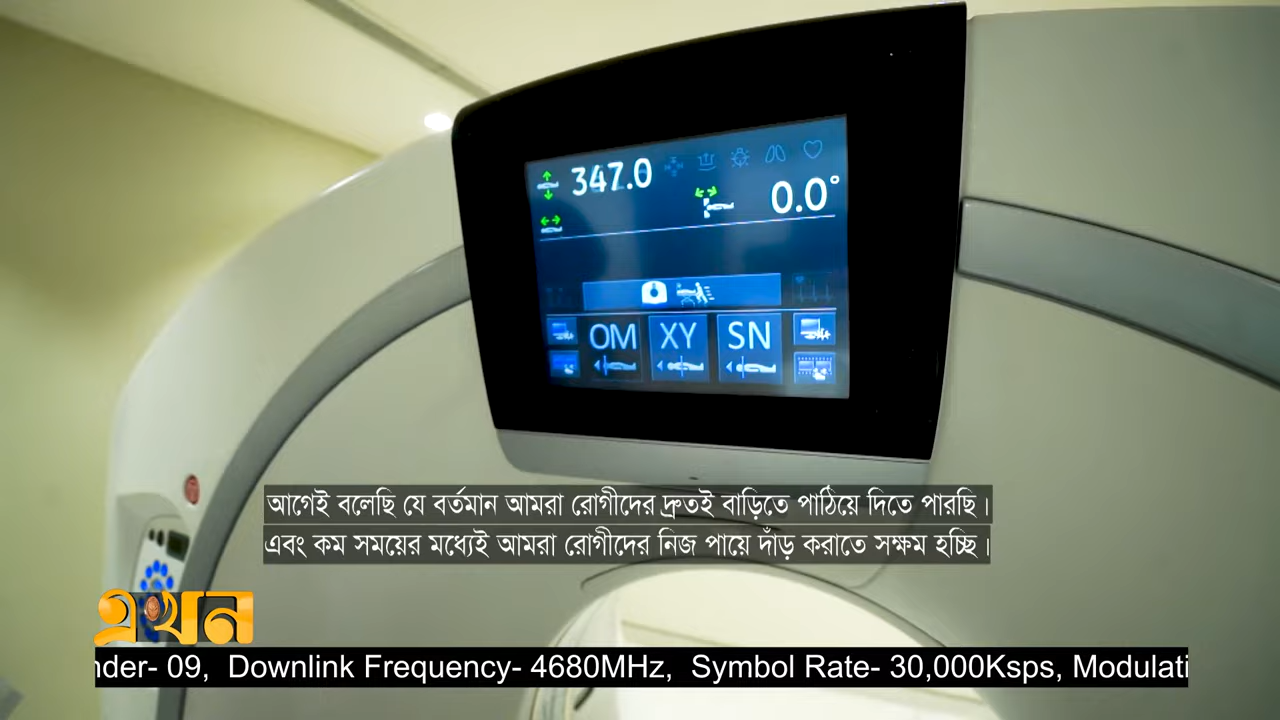 347.0
0.0°
OM XY SN
আগেই বলেছি যে বর্তমান আমরা রোগীদের দ্রুতই বাড়িতে পাঠিয়ে দিতে পারছি।
এবং কম সময়ের মধ্যেই আমরা রোগীদের নিজ পায়ে দাঁড় করাতে সক্ষম হচ্ছি।
এখন
nder- 09, Downlink Frequency- 4680MHz, Symbol Rate- 30,000Ksps, Modulati